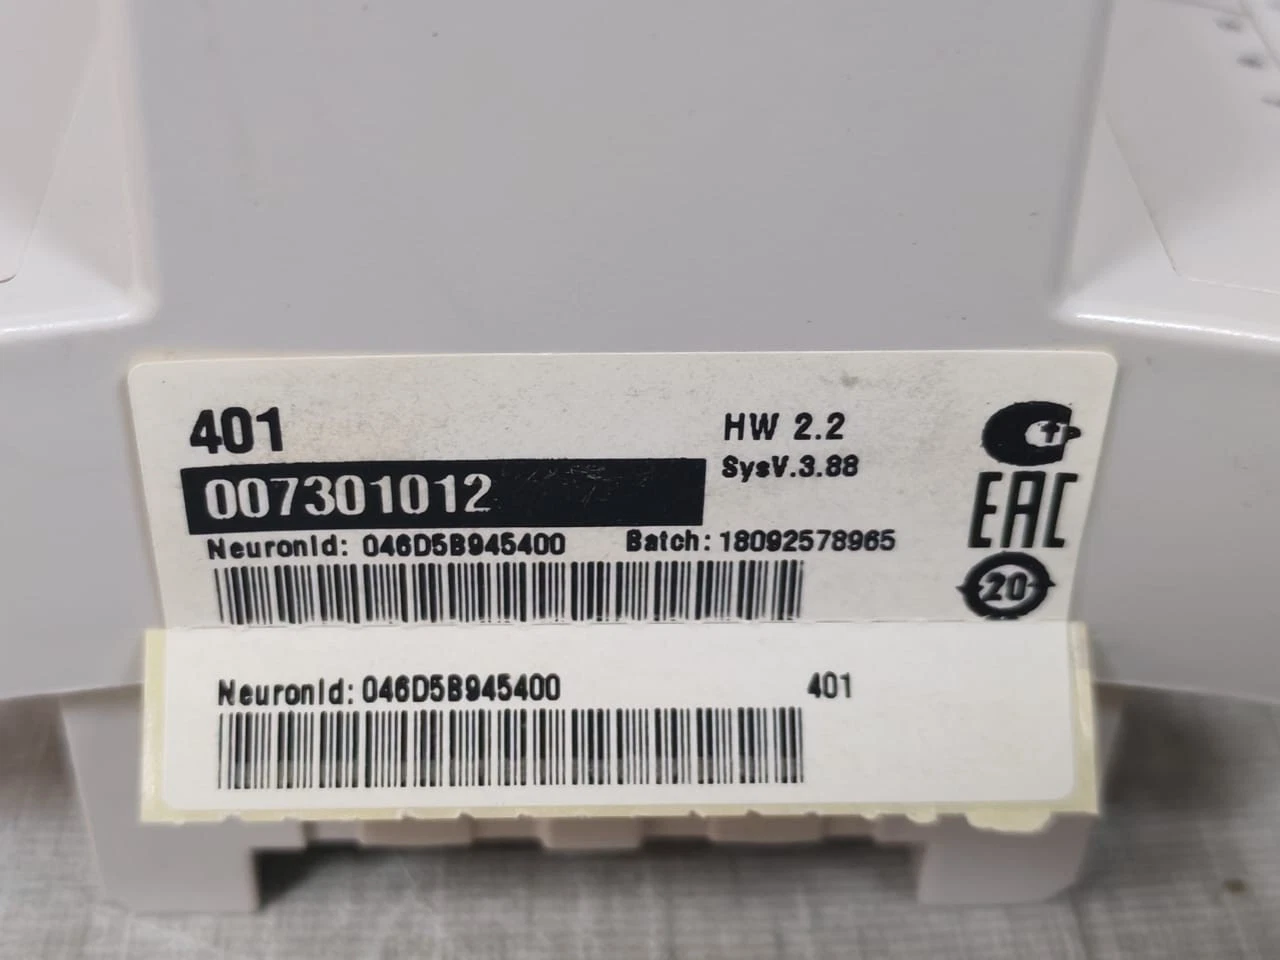 401
HW 2.2
SysV.3.88
007301012
EAC
NeuronId: 046D5B945400 Batch: 18092578965
20
NeuronId: 046D5B945400 401